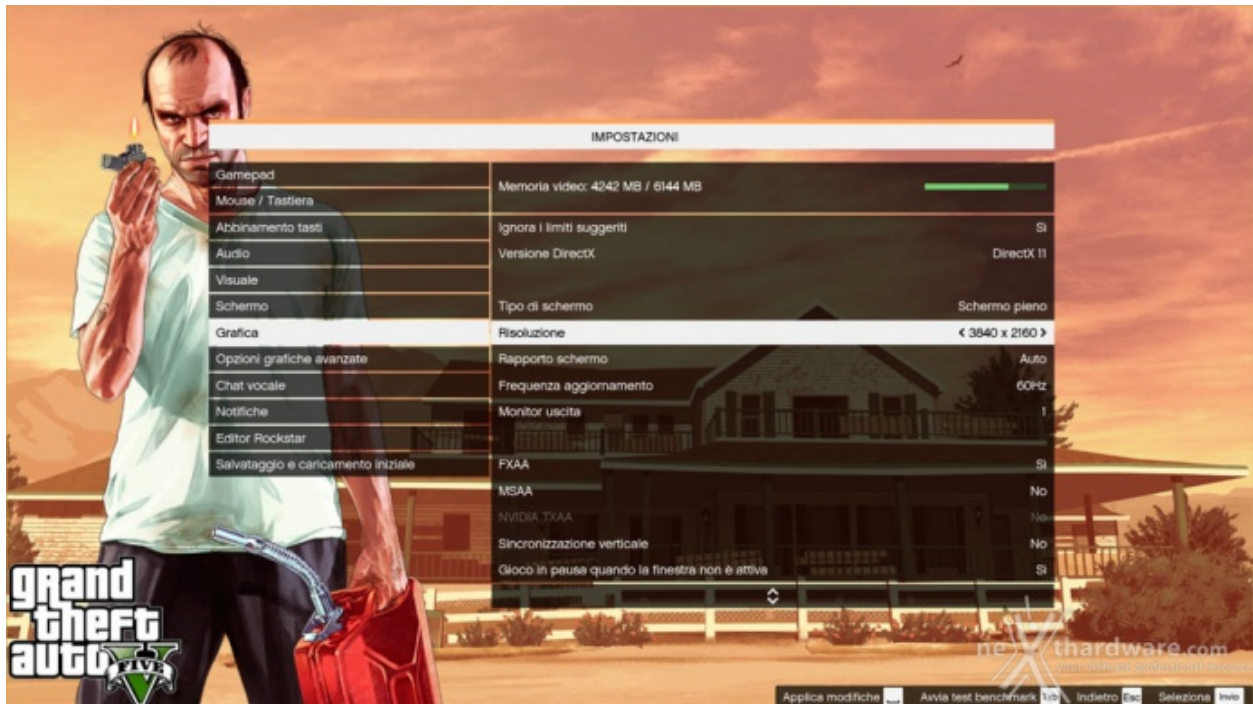 IMPOSTAZIONI
Gamepad
Mouse / Tastiera
Abbinamento tasti
Audio
Visuale
Schermo
Grafica
Opzioni grafiche avanzate
Chat vocale
Notifiche
Editor Rockstar
Salvataggio e caricamento iniziale
Memoria video: 4242 MB / 6144 MB
Ignora i limiti suggeriti Sì
Versione DirectX DirectX 11
Tipo di schermo Schermo pieno
Risoluzione < 3840 x 2160 >
Rapporto schermo Auto
Frequenza aggiornamento 60Hz
Monitor uscita 1
FXAA Sì
MSAA No
NVIDIA TXAA No
Sincronizzazione verticale No
Gioco in pausa quando la finestra non è attiva Sì
grand
theft
auto
FIVE
nexthardware.com
Applica modifiche Avvia test benchmark Tab Indietro Esc Seleziona Invio